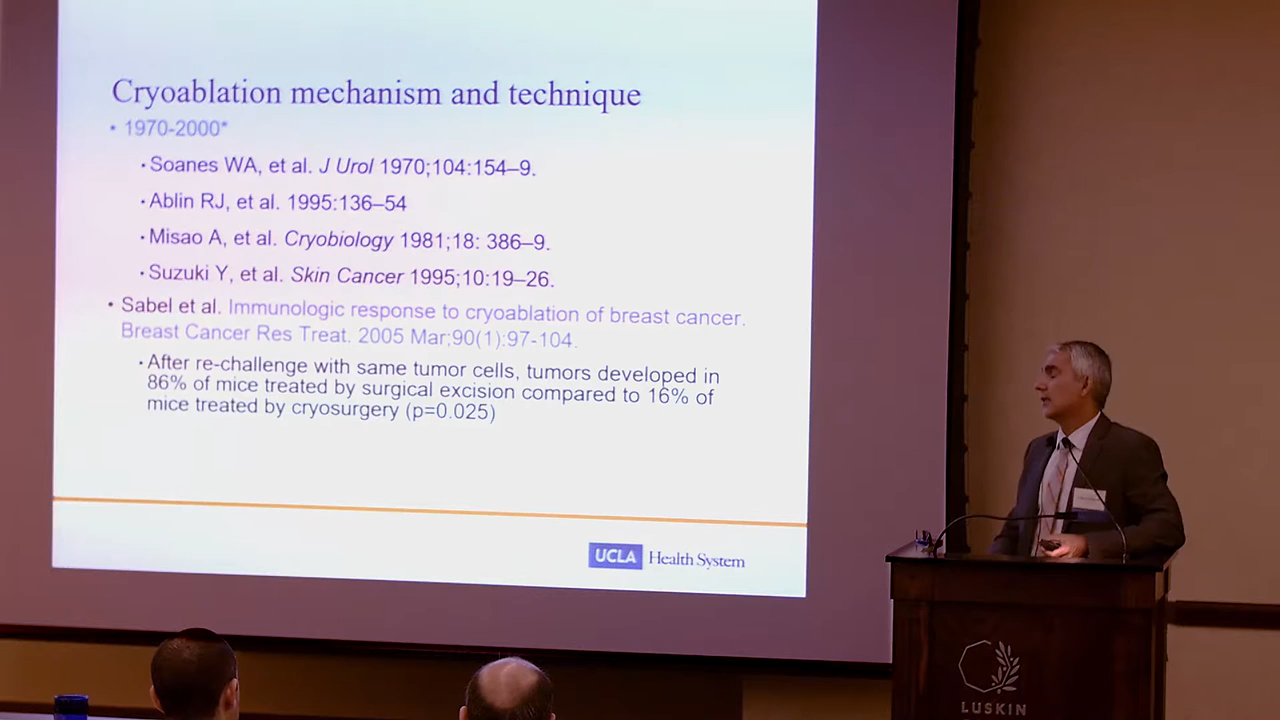 Cryoablation mechanism and technique
• 1970-2000*
• Soanes WA, et al. J Urol 1970;104:154–9.
• Ablin RJ, et al. 1995:136–54
• Misao A, et al. Cryobiology 1981;18: 386–9.
• Suzuki Y, et al. Skin Cancer 1995;10:19–26.
• Sabel et al. Immunologic response to cryoablation of breast cancer.
Breast Cancer Res Treat. 2005 Mar;90(1):97-104.
• After re-challenge with same tumor cells, tumors developed in
86% of mice treated by surgical excision compared to 16% of
mice treated by cryosurgery (p=0.025)
UCLA Health System
LUSKIN